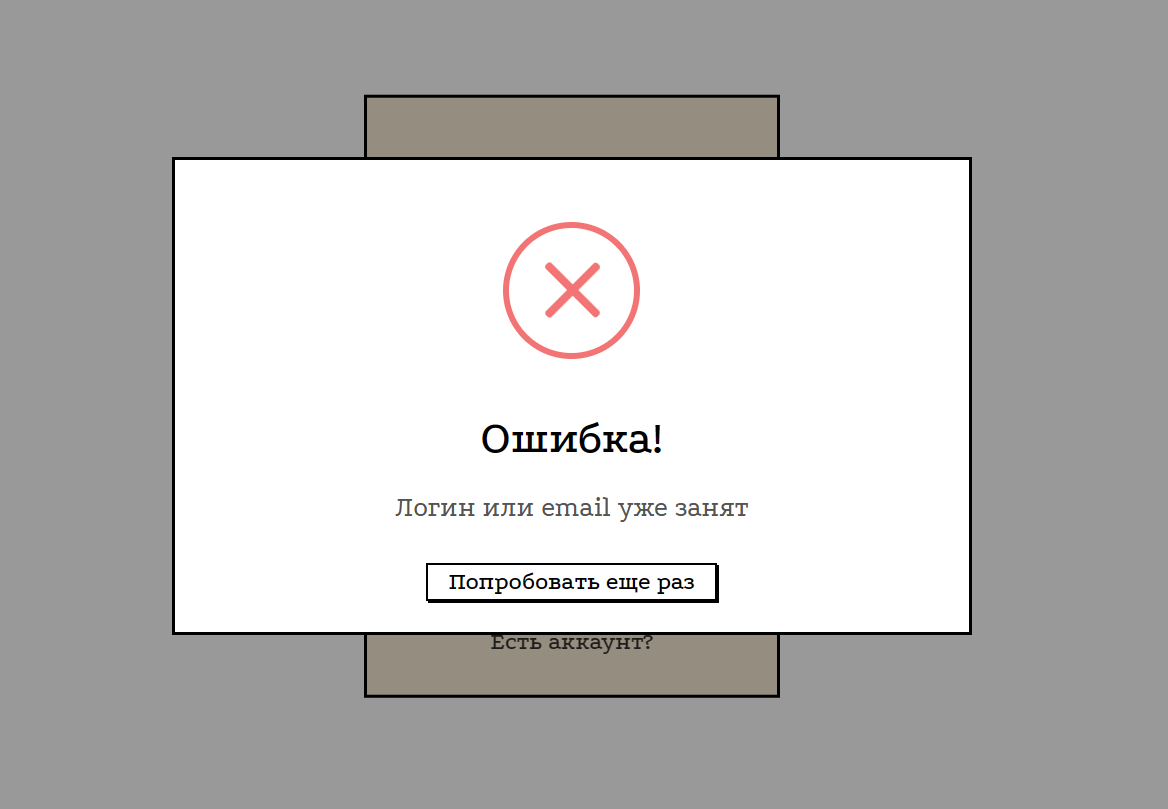 Ошибка!
Логин или email уже занят
Попробовать еще раз
Есть аккаунт?